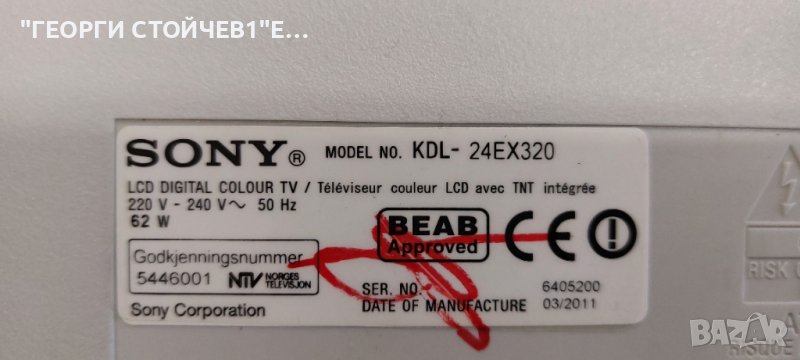 "ГЕОРГИ СТОЙЧЕВ1"Е...
SONY® MODEL NO. KDL- 24EX320
LCD DIGITAL COLOUR TV / Téléviseur couleur LCD avec TNT intégrée
220 V - 240 V~ 50 Hz
62 W
BEAB
Approved
CE
Godkjenningsnummer
5446001 NTV NORGES
TELEVISJON
SER. NO. 6405200
DATE OF MANUFACTURE 03/2011
Sony Corporation
RISK
BAZAR